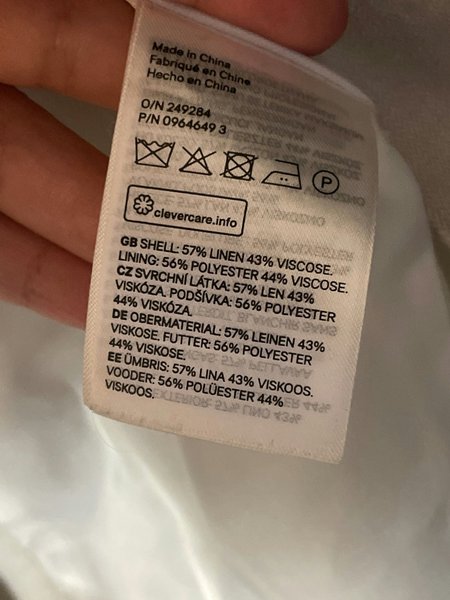 Made in China
Fabriqué en Chine
Hecho en China
O/N 249284
P/N 0964649 3
P
clevercare.info
GB SHELL: 57% LINEN 43% VISCOSE.
LINING: 56% POLYESTER 44% VISCOSE.
CZ SVRCHNÍ LÁTKA: 57% LEN 43%
VISKÓZA. PODŠÍVKA: 56% POLYESTER
44% VISKÓZA.
DE OBERMATERIAL: 57% LEINEN 43%
VISKOSE. FUTTER: 56% POLYESTER
44% VISKOSE.
EE ÜMBRIS: 57% LINA 43% VISKOOS.
VOODER: 56% POLÜESTER 44%
VISKOOS.